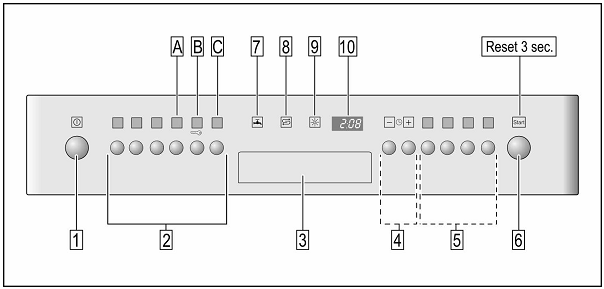 A B C 7 8 9 10 Reset 3 sec.
2:08 - + Start
1 2 3 4 5 6